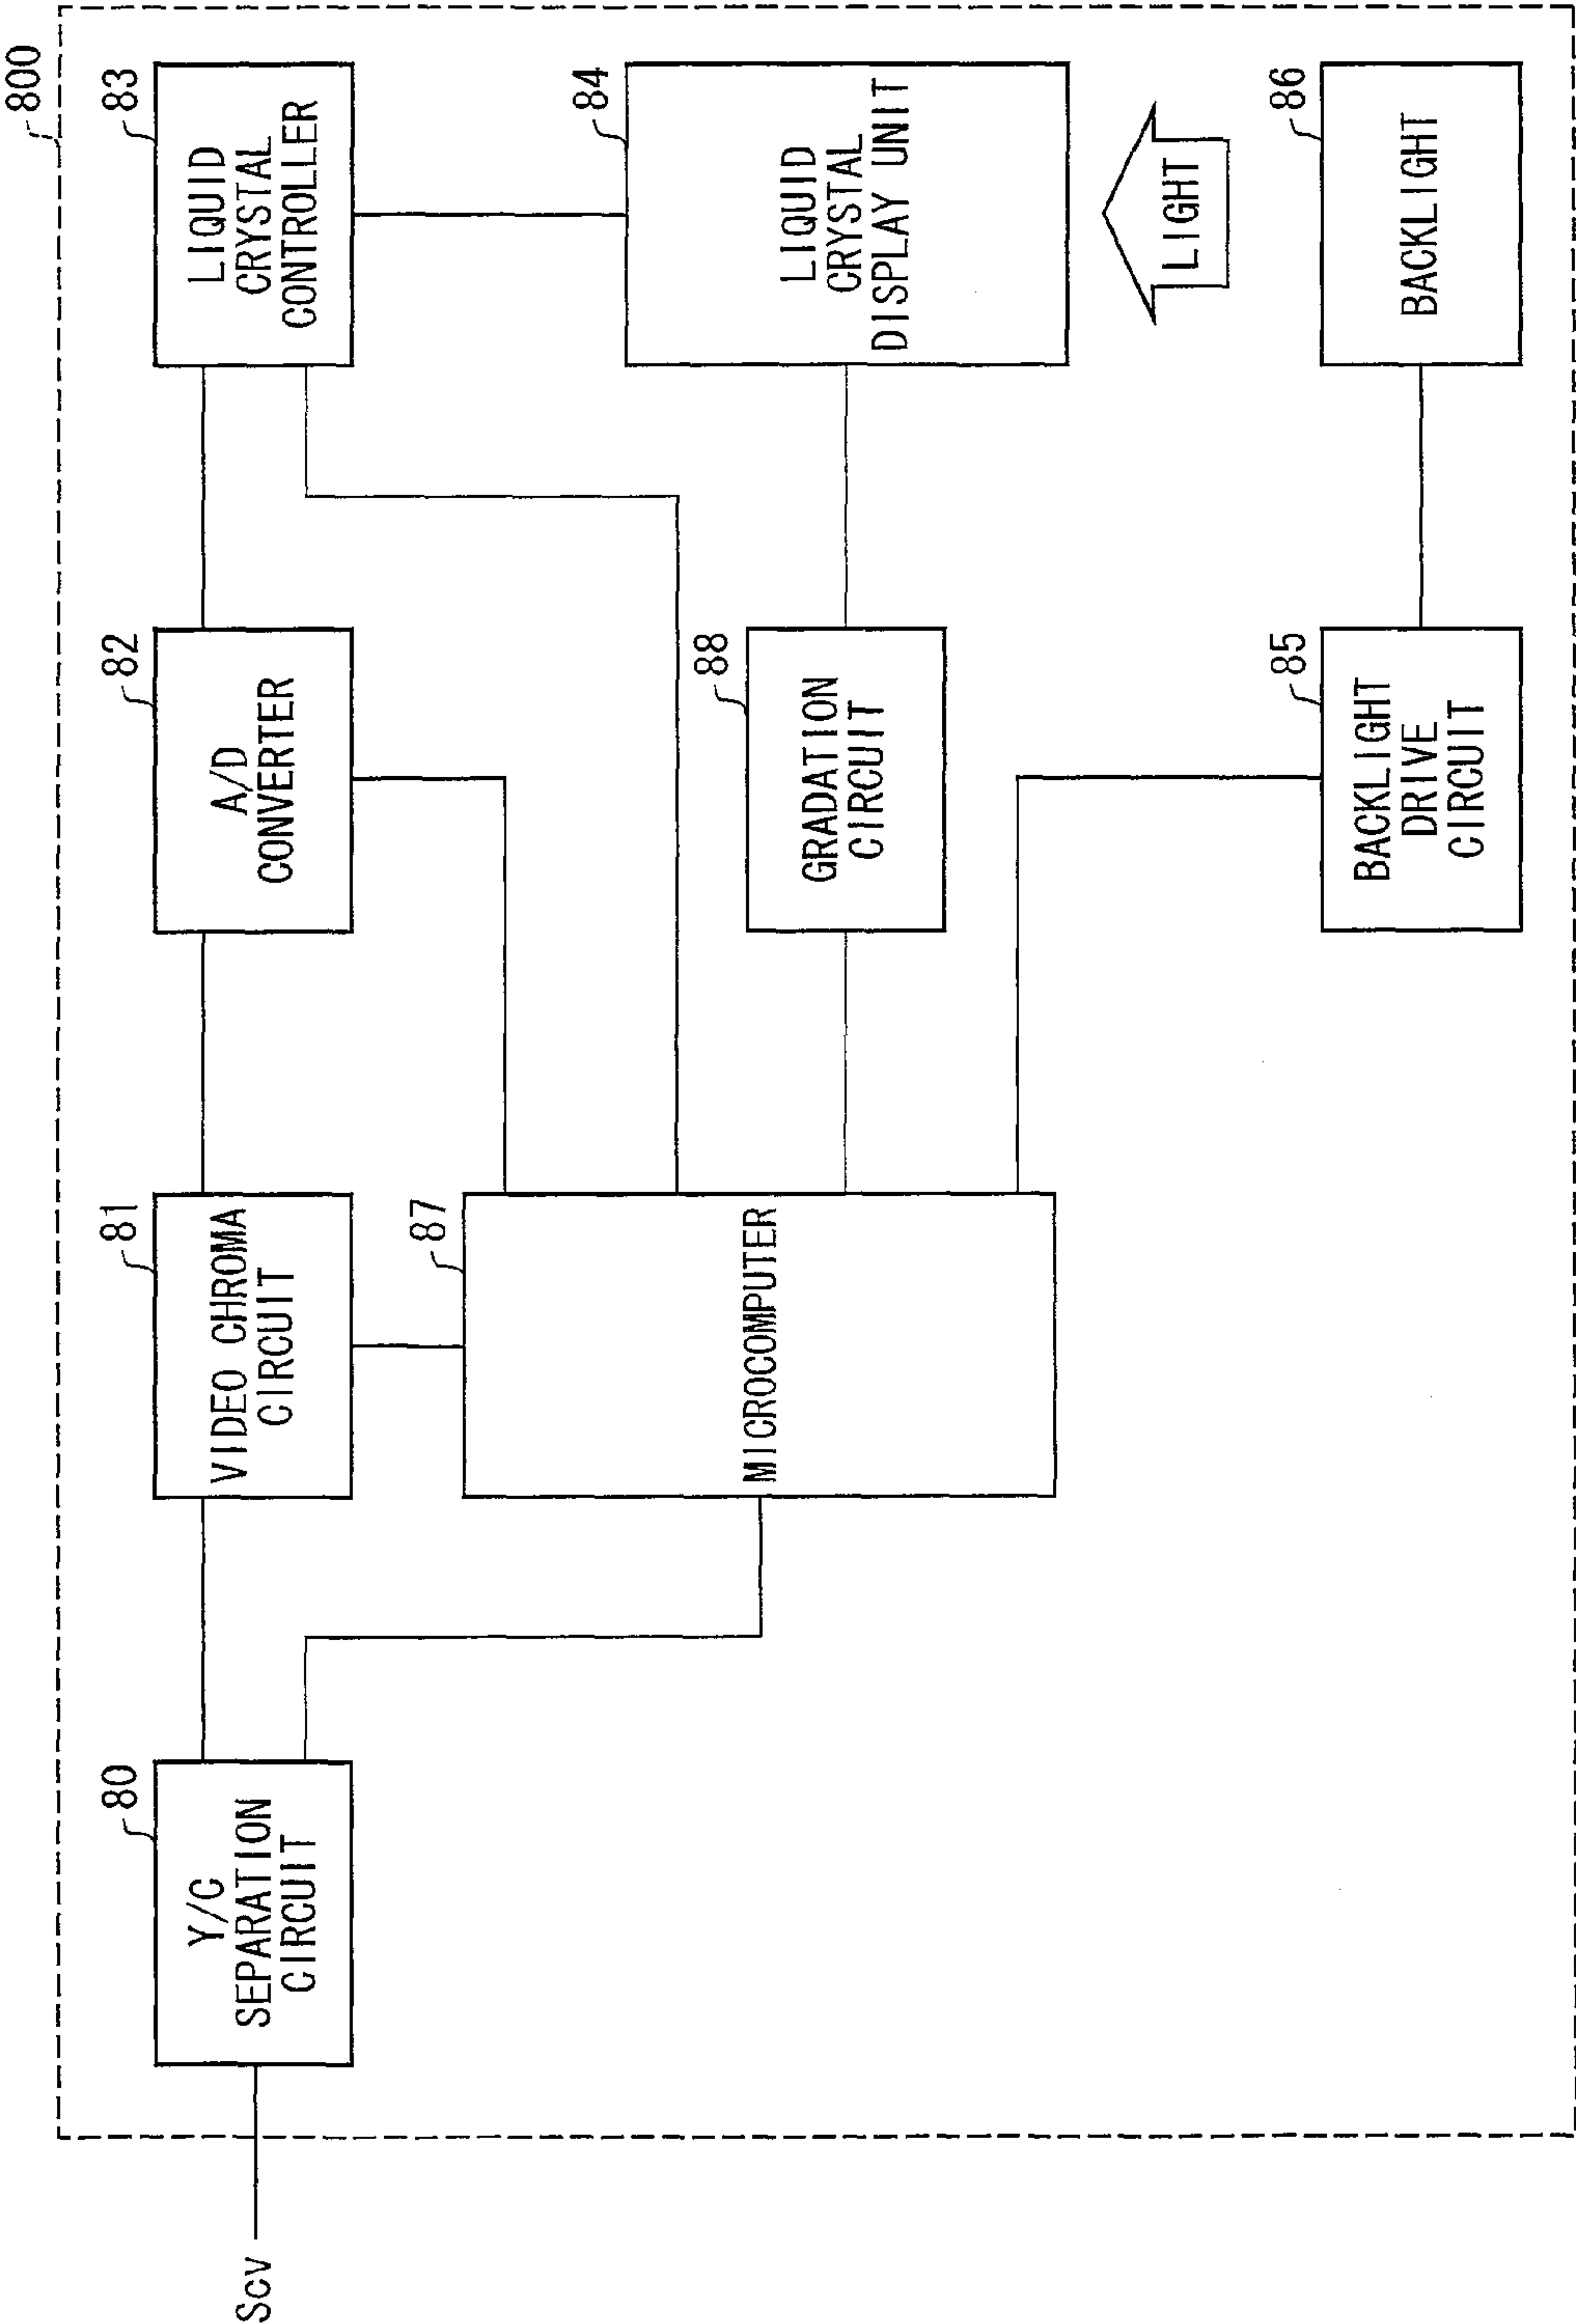 800
80
Y/C
SEPARATION
CIRCUIT
81
VIDEO CHROMA
CIRCUIT
82
A/D
CONVERTER
83
LIQUID
CRYSTAL
CONTROLLER
Scv
87
MICROCOMPUTER
88
GRADATION
CIRCUIT
84
LIQUID
CRYSTAL
DISPLAY UNIT
LIGHT
85
BACKLIGHT
DRIVE
CIRCUIT
86
BACKLIGHT